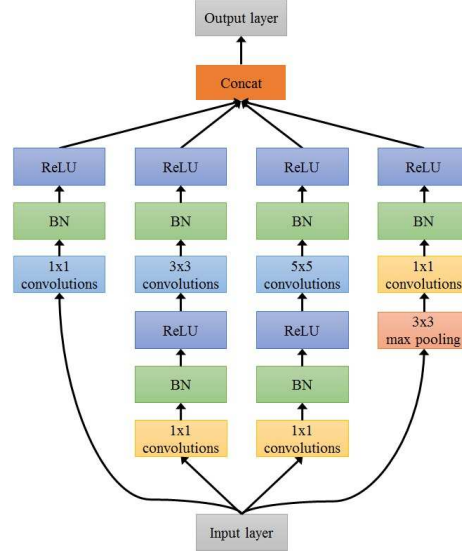 Output layer
Concat
ReLU ReLU ReLU ReLU
BN BN BN BN
1x1 convolutions 3x3 convolutions 5x5 convolutions 1x1 convolutions
ReLU ReLU 3x3 max pooling
BN BN
1x1 convolutions 1x1 convolutions
Input layer